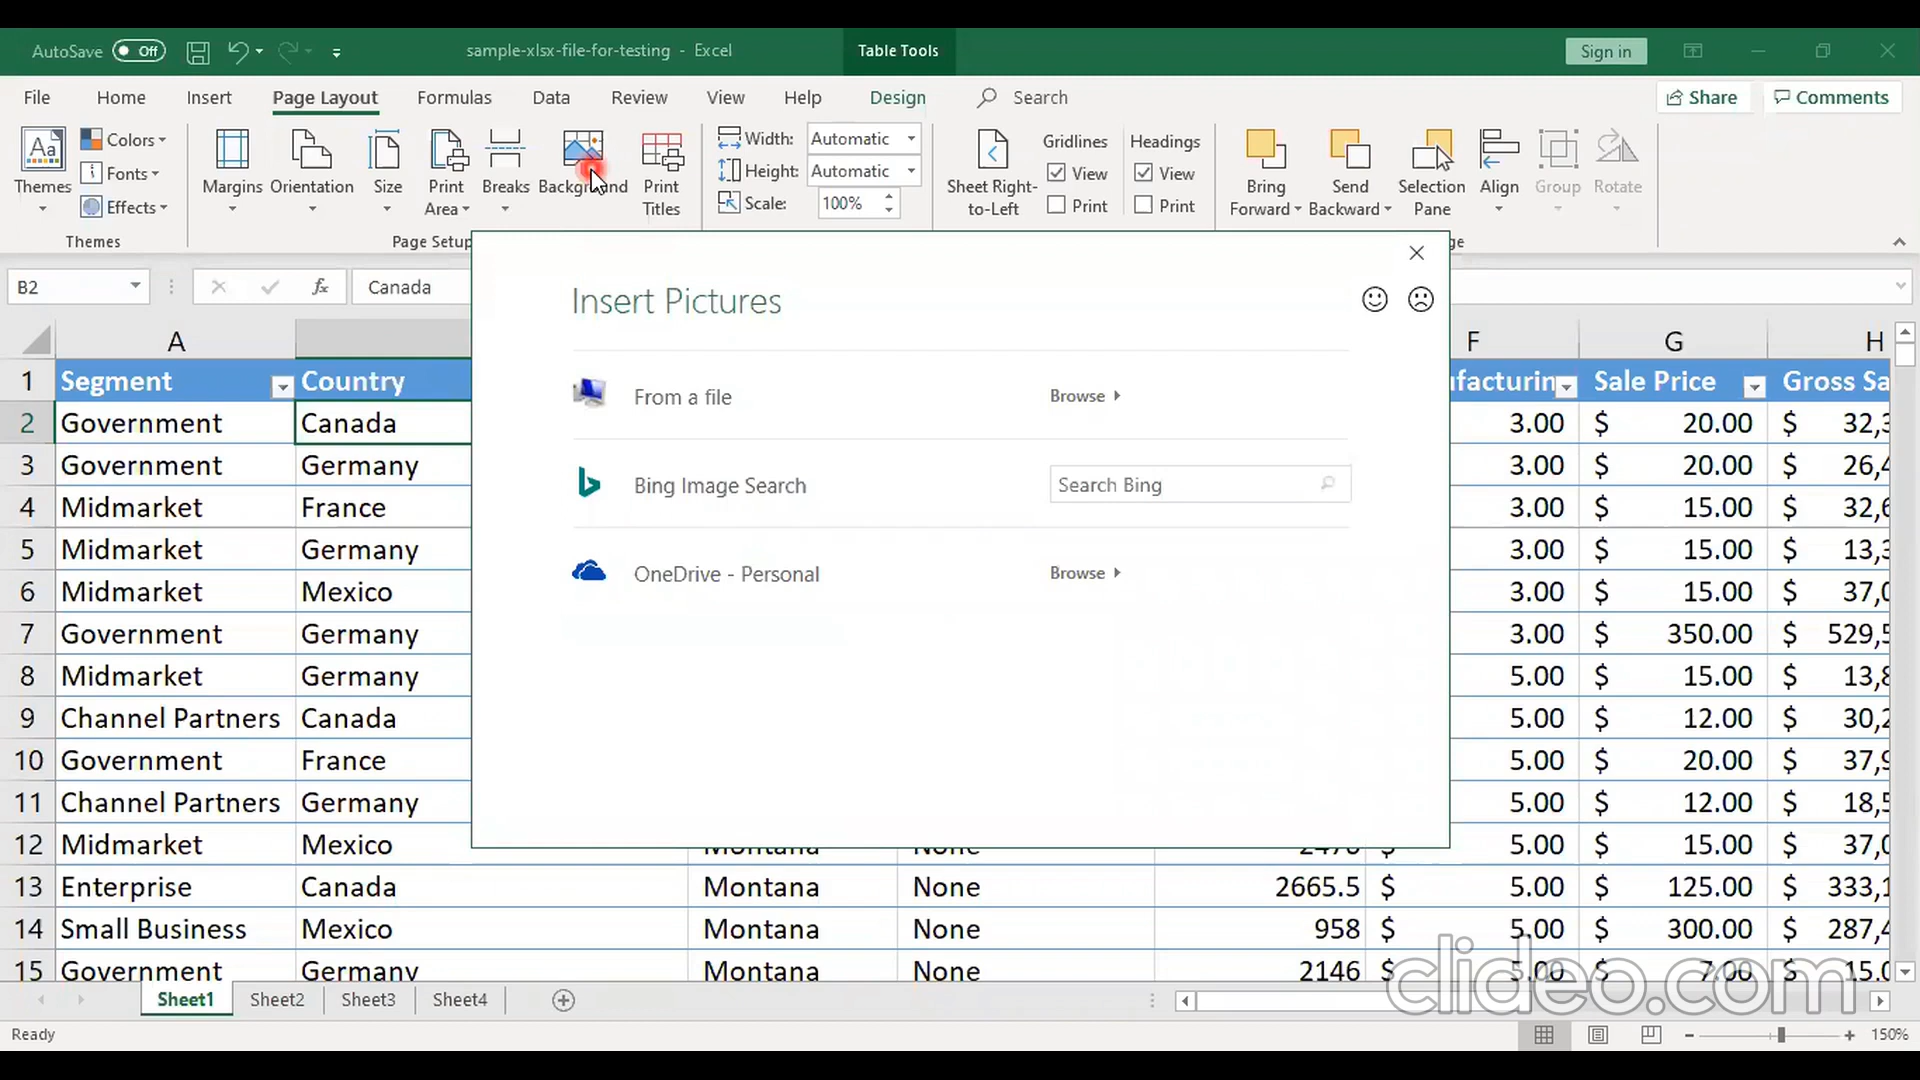 AutoSave Off sample-xlsx-file-for-testing - Excel Table Tools Sign in
File Home Insert Page Layout Formulas Data Review View Help Design Search Share Comments
Aa Colors Width: Automatic Gridlines Headings
Fonts Height: Automatic View View
Themes Margins Orientation Size Print Breaks Background Print Sheet Right- Bring Send Selection Align Group Rotate
Effects Scale: 100% Print Print
Area Titles to-Left Forward Backward Pane
Themes Page Setup
B2 fx Canada
Insert Pictures
From a file Browse
Bing Image Search Search Bing
OneDrive - Personal Browse
A F G H
1 Segment Country Sale Price
2 Government Canada 3.00 $ 20.00 $
3 Government Germany 3.00 $ 20.00 $
4 Midmarket France 3.00 $ 15.00 $
5 Midmarket Germany 3.00 $ 15.00 $
6 Midmarket Mexico 3.00 $ 15.00 $
7 Government Germany 3.00 $ 350.00 $
8 Midmarket Germany 5.00 $ 15.00 $
9 Channel Partners Canada 5.00 $ 12.00 $
10 Government France 5.00 $ 20.00 $
11 Channel Partners Germany 5.00 $ 12.00 $
12 Midmarket Mexico Montana None $ 5.00 $ 15.00 $
13 Enterprise Canada Montana None 2665.5 $ 5.00 $ 125.00 $
14 Small Business Mexico Montana None 958 $ 5.00 $ 300.00 $
15 Government Germany Montana None 2146 $ 5.00 $ 7.00 $
clideo.com
Sheet1 Sheet2 Sheet3 Sheet4
Ready 150%